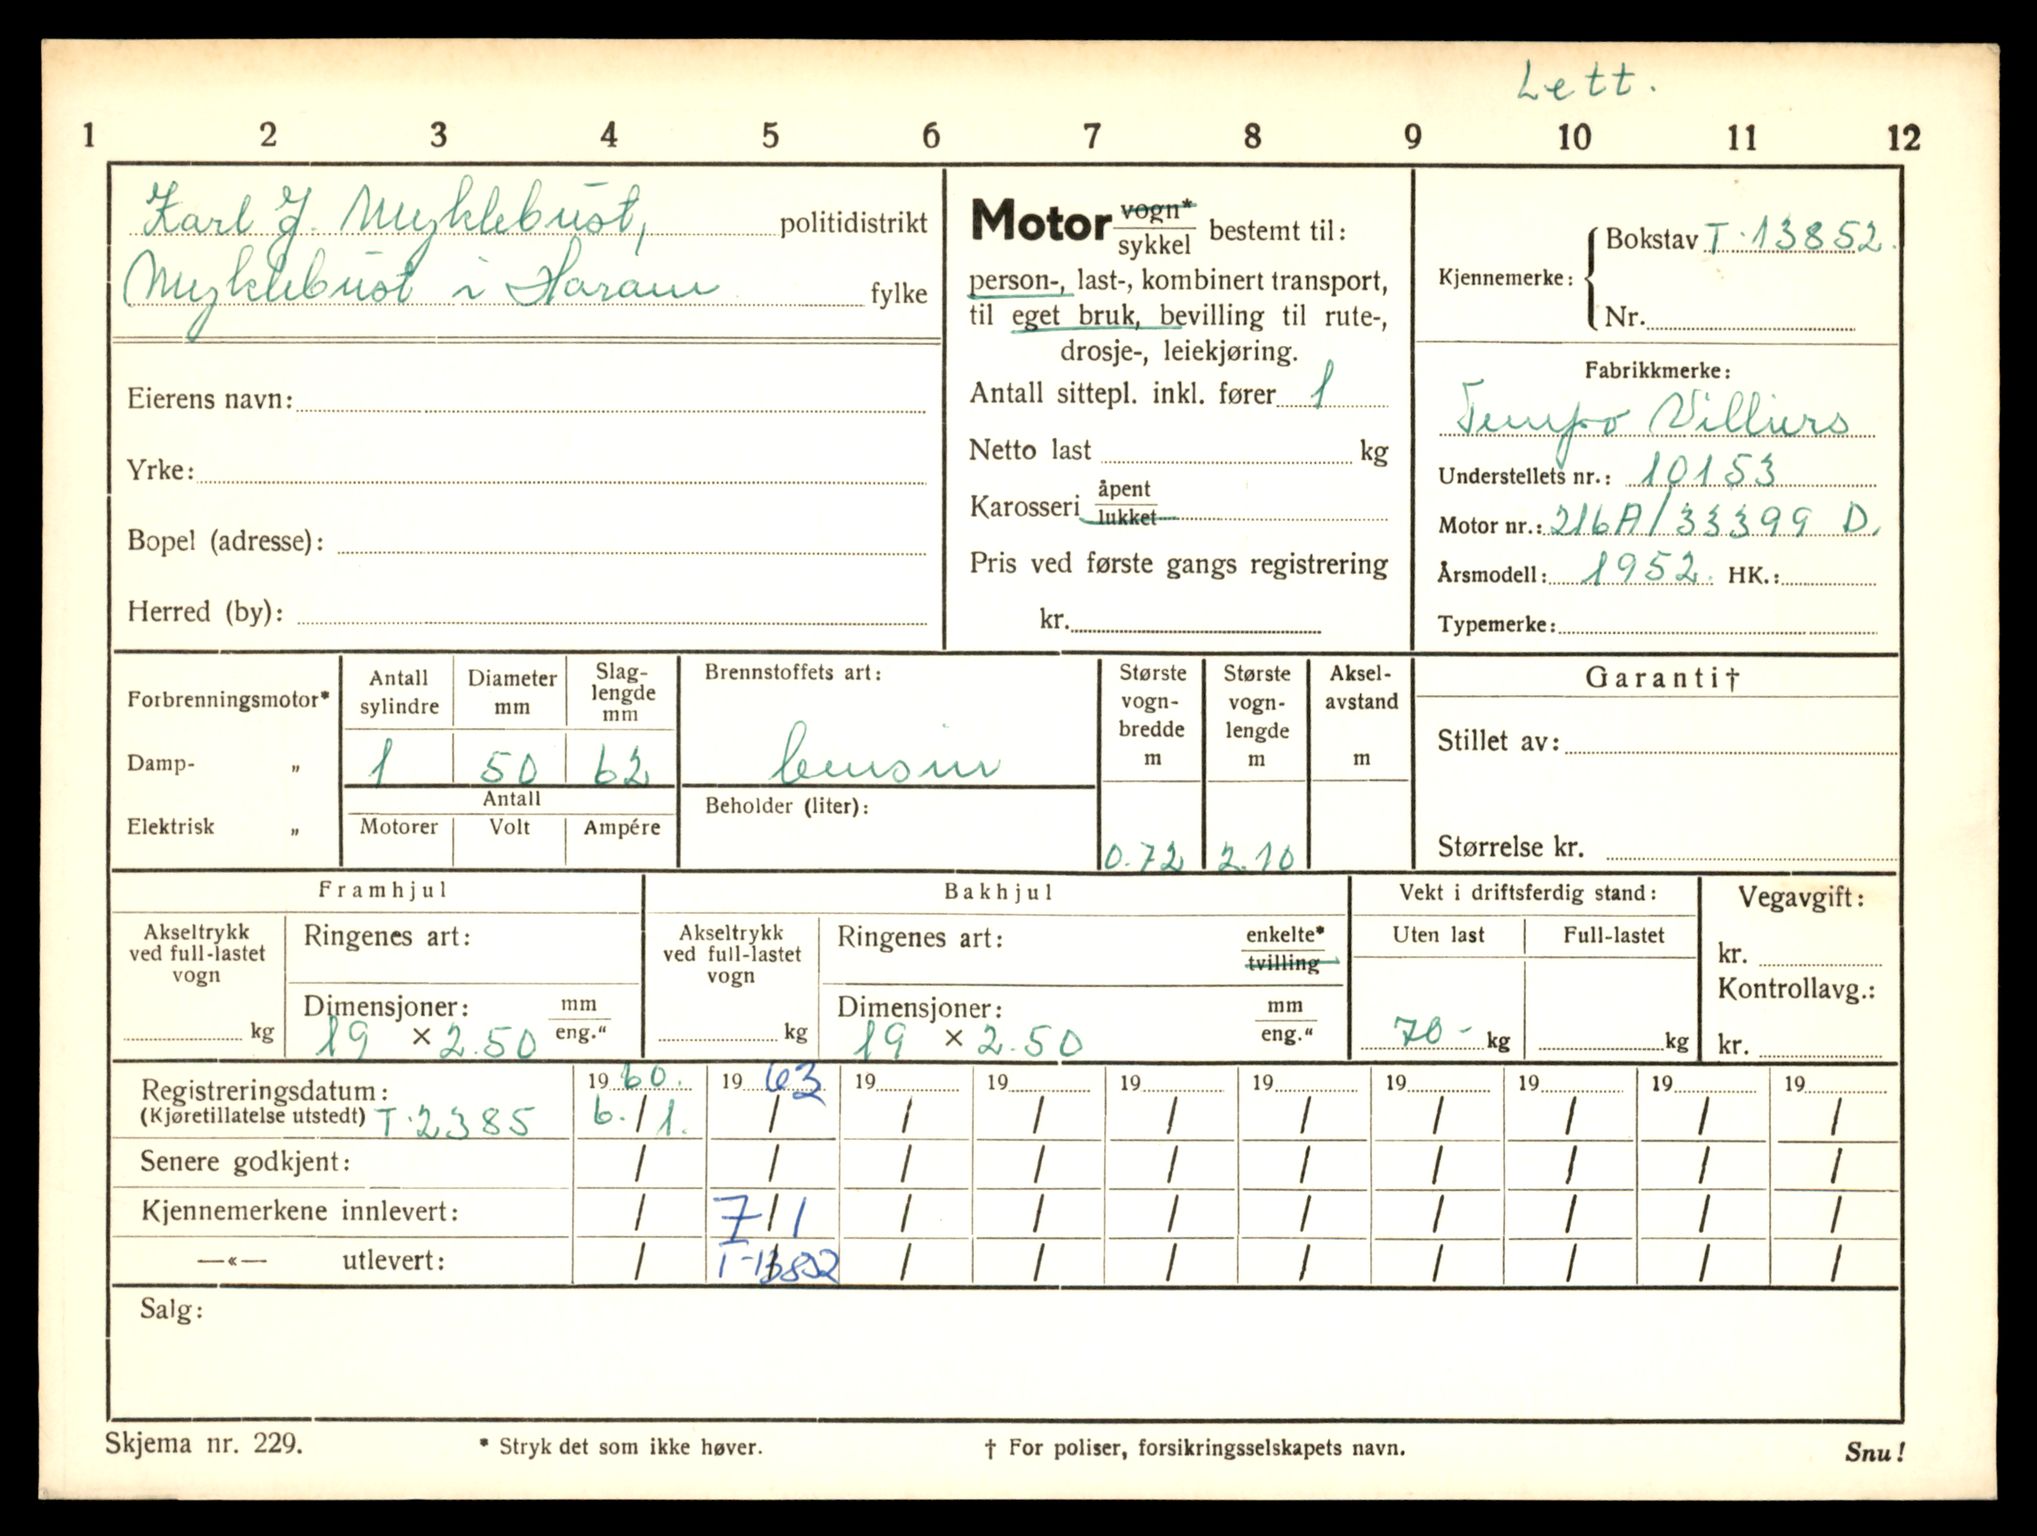 Lett.
1 2 3 4 5 6 7 8 9 10 11 12
Karl J. Myklebust, politidistrikt
Myklebust i Haram fylke
Eierens navn:
Yrke:
Bopel (adresse):
Herred (by):
Motor vogn* / sykkel bestemt til:
person-, last-, kombinert transport,
til eget bruk, bevilling til rute-,
drosje-, leiekjøring.
Antall sittepl. inkl. fører 1
Netto last kg
Karosseri åpent / lukket
Pris ved første gangs registrering
kr.
Kjennemerke: { Bokstav T-13852.
Nr.
Fabrikkmerke:
Tempo Villiers
Understellets nr.: 10153
Motor nr.: 216A/33399 D.
Årsmodell: 1952. HK.:
Typemerke:
Forbrenningsmotor*
Damp- „
Elektrisk „
Antall sylindre
Diameter mm
Slag-
lengde
mm
1 50 62
Antall
Motorer Volt Ampére
Brennstoffets art:
bensin
Beholder (liter):
Største
vogn-
bredde
m
0.72
Største
vogn-
lengde
m
2.10
Aksel-
avstand
m
Garanti†
Stillet av:
Størrelse kr.
Framhjul
Akseltrykk
ved full-lastet
vogn
kg
Ringenes art:
Dimensjoner: mm
19 × 2.50 eng."
Bakhjul
Akseltrykk
ved full-lastet
vogn
kg
Ringenes art: enkelte*
tvilling
Dimensjoner: mm
19 × 2.50 eng."
Vekt i driftsferdig stand:
Uten last Full-lastet
70- kg kg
Vegavgift:
kr.
Kontrollavg.:
kr.
Registreringsdatum: 19 60. 19 63 19 19 19 19 19 19 19 19
(Kjøretillatelse utstedt) T-2385 6. / 1. / / / / / / / / /
Senere godkjent: / / / / / / / / / /
Kjennemerkene innlevert: / 7 / 1 / / / / / / / /
—«— utlevert: / T-13852 / / / / / / / /
Salg:
Skjema nr. 229. * Stryk det som ikke høver. † For poliser, forsikringsselskapets navn. Snu!